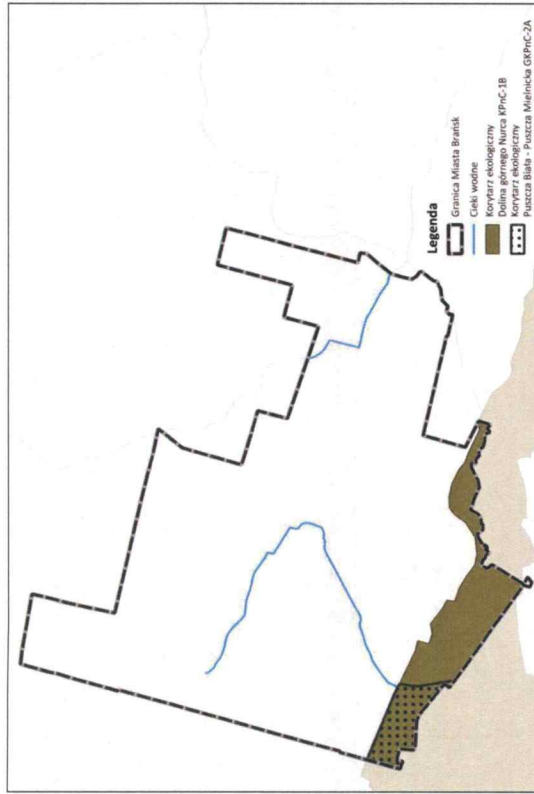 Legenda
Granica Miasta Brańsk
Cieki wodne
Korytarz ekologiczny
Dolina górnego Nurca KPnC-1B
Korytarz ekologiczny
Puszcza Biała - Puszcza Mielnicka GKPnC-2A